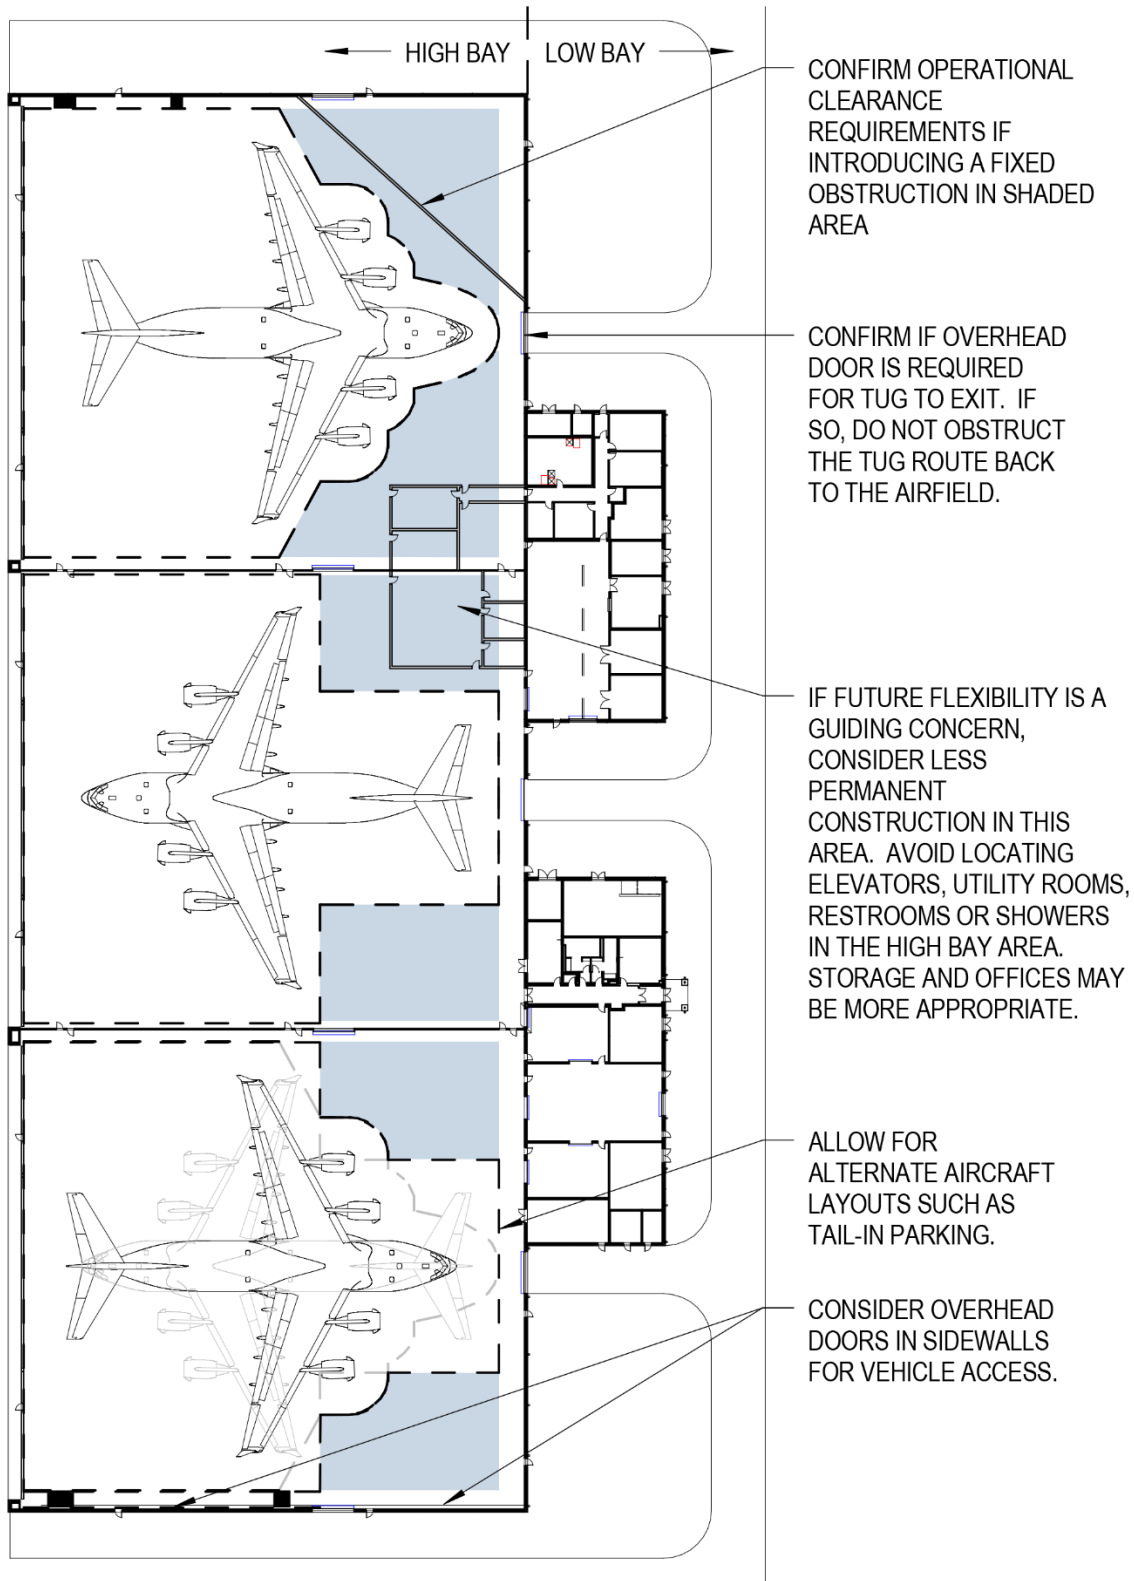 HIGH BAY
LOW BAY
CONFIRM OPERATIONAL
CLEARANCE
REQUIREMENTS IF
INTRODUCING A FIXED
OBSTRUCTION IN SHADED
AREA
CONFIRM IF OVERHEAD
DOOR IS REQUIRED
FOR TUG TO EXIT.  IF
SO, DO NOT OBSTRUCT
THE TUG ROUTE BACK
TO THE AIRFIELD.
IF FUTURE FLEXIBILITY IS A
GUIDING CONCERN,
CONSIDER LESS
PERMANENT
CONSTRUCTION IN THIS
AREA.  AVOID LOCATING
ELEVATORS, UTILITY ROOMS,
RESTROOMS OR SHOWERS
IN THE HIGH BAY AREA.
STORAGE AND OFFICES MAY
BE MORE APPROPRIATE.
ALLOW FOR
ALTERNATE AIRCRAFT
LAYOUTS SUCH AS
TAIL-IN PARKING.
CONSIDER OVERHEAD
DOORS IN SIDEWALLS
FOR VEHICLE ACCESS.